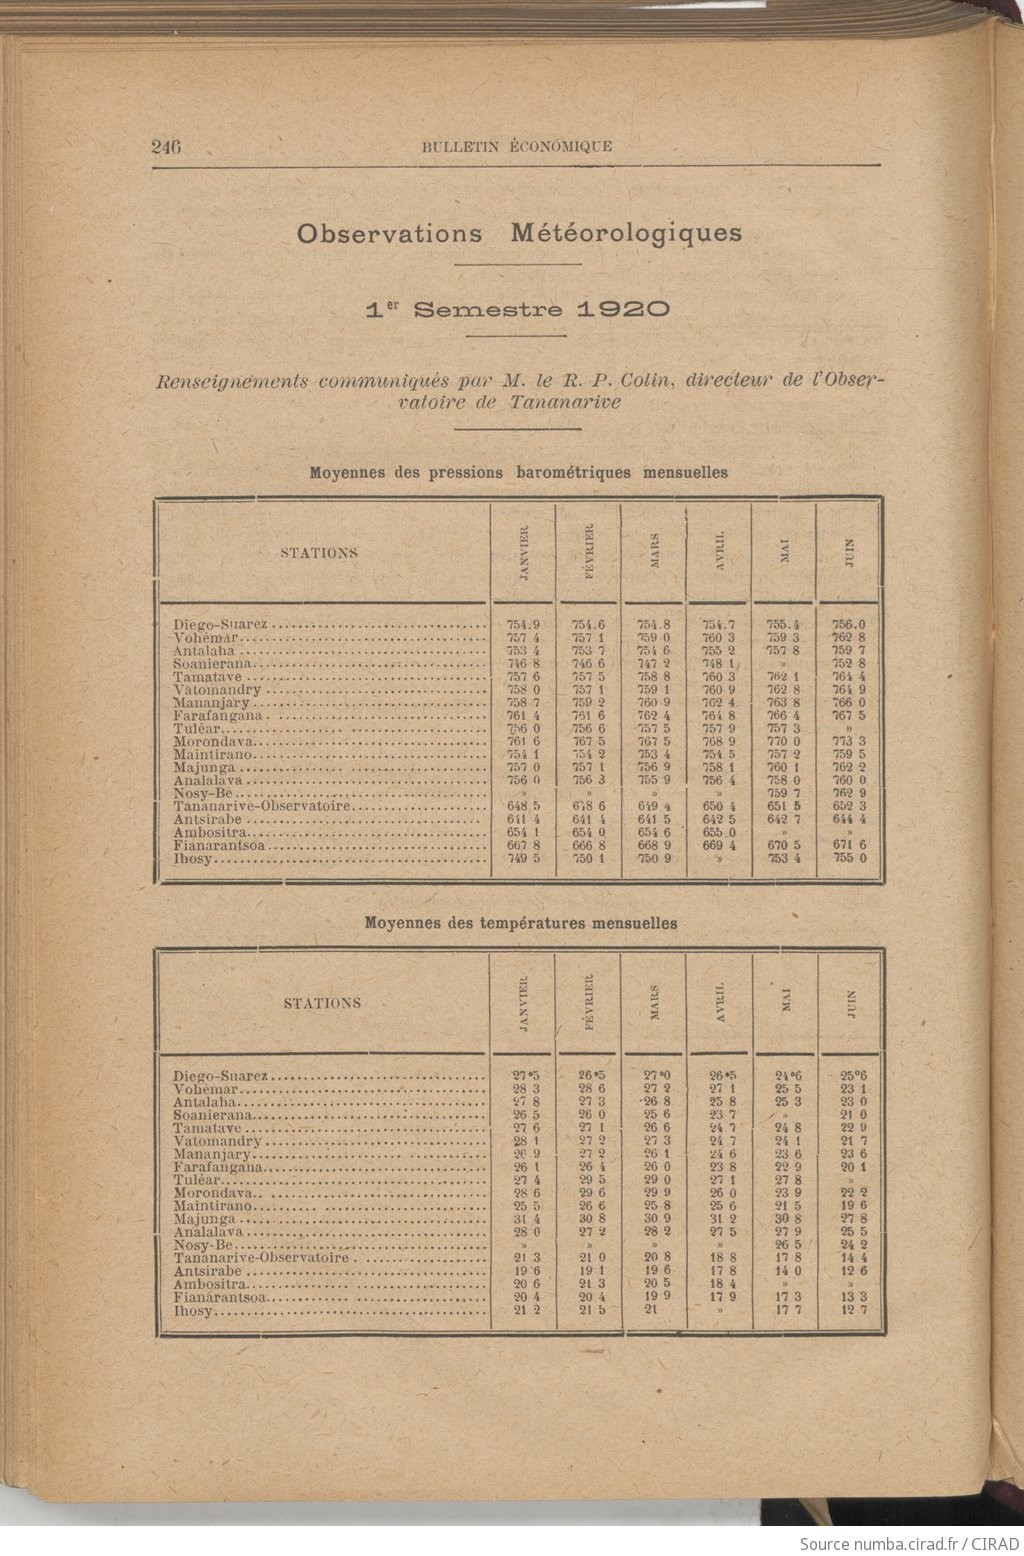 246 BULLETIN ÉCONOMIQUE
Observations Météorologiques
1er Semestre 1920
Renseignements communiqués par M. le R. P. Colin, directeur de l'Obser-
vatoire de Tananarive
Moyennes des pressions barométriques mensuelles
STATIONS JANVIER FÉVRIER MARS AVRIL MAI JUIN
Diego-Suarez 754.9 754.6 754.8 754.7 755.4 756.0
Vohémar 757 4 757 1 759 0 760 3 759 3 762 8
Antalaha 753 4 753 7 754 6 755 2 757 8 759 7
Soanierana 746 8 746 6 747 2 748 1 » 752 8
Tamatave 757 6 757 5 758 8 760 3 762 1 764 4
Vatomandry 758 0 757 1 759 1 760 9 762 8 764 9
Mananjary 758 7 759 2 760 9 762 4 763 8 766 0
Farafangana 761 4 761 6 762 4 764 8 766 4 767 5
Tuléar 756 0 756 6 757 5 757 9 757 3 »
Morondava 761 6 767 5 767 5 768 9 770 0 773 3
Maintirano 754 1 754 2 753 4 754 5 757 2 759 5
Majunga 757 0 757 1 756 9 758 1 760 1 762 2
Analalava 756 0 756 3 755 9 756 4 758 0 760 0
Nosy-Be » » » » 759 7 762 9
Tananarive-Observatoire 648 5 648 6 649 4 650 4 651 5 652 3
Antsirabe 641 4 641 4 641 5 642 5 642 7 644 4
Ambositra 654 1 654 0 654 6 655 0 » »
Fianarantsoa 667 8 666 8 668 9 669 4 670 5 671 6
Ihosy 749 5 750 1 750 9 » 753 4 755 0
Moyennes des températures mensuelles
STATIONS JANVIER FÉVRIER MARS AVRIL MAI JUIN
Diego-Suarez 27°5 26°5 27°0 26°5 24°6 25°6
Vohémar 28 3 28 6 27 2 27 1 25 5 23 1
Antalaha 27 8 27 3 26 8 25 8 25 3 23 0
Soanierana 26 5 26 0 25 6 23 7 » 21 0
Tamatave 27 6 27 1 26 6 24 7 24 8 22 9
Vatomandry 28 1 27 2 27 3 24 7 24 1 21 7
Mananjary 26 9 27 2 26 1 24 6 23 6 23 6
Farafangana 26 1 26 4 26 0 23 8 22 9 20 1
Tuléar 27 4 29 5 29 0 27 1 27 8 »
Morondava 28 6 29 6 29 9 26 0 23 9 22 2
Maintirano 25 5 26 6 25 8 25 6 21 5 19 6
Majunga 31 4 30 8 30 9 31 2 30 8 27 8
Analalava 28 0 27 2 28 2 27 5 27 9 25 5
Nosy-Be » » » » 26 5 24 2
Tananarive-Observatoire 21 3 21 0 20 8 18 8 17 8 14 4
Antsirabe 19 6 19 1 19 6 17 8 14 0 12 6
Ambositra 20 6 21 3 20 5 18 4 » »
Fianarantsoa 20 4 20 4 19 9 17 9 17 3 13 3
Ihosy 21 2 21 5 21 » 17 7 12 7
Source numba.cirad.fr / CIRAD